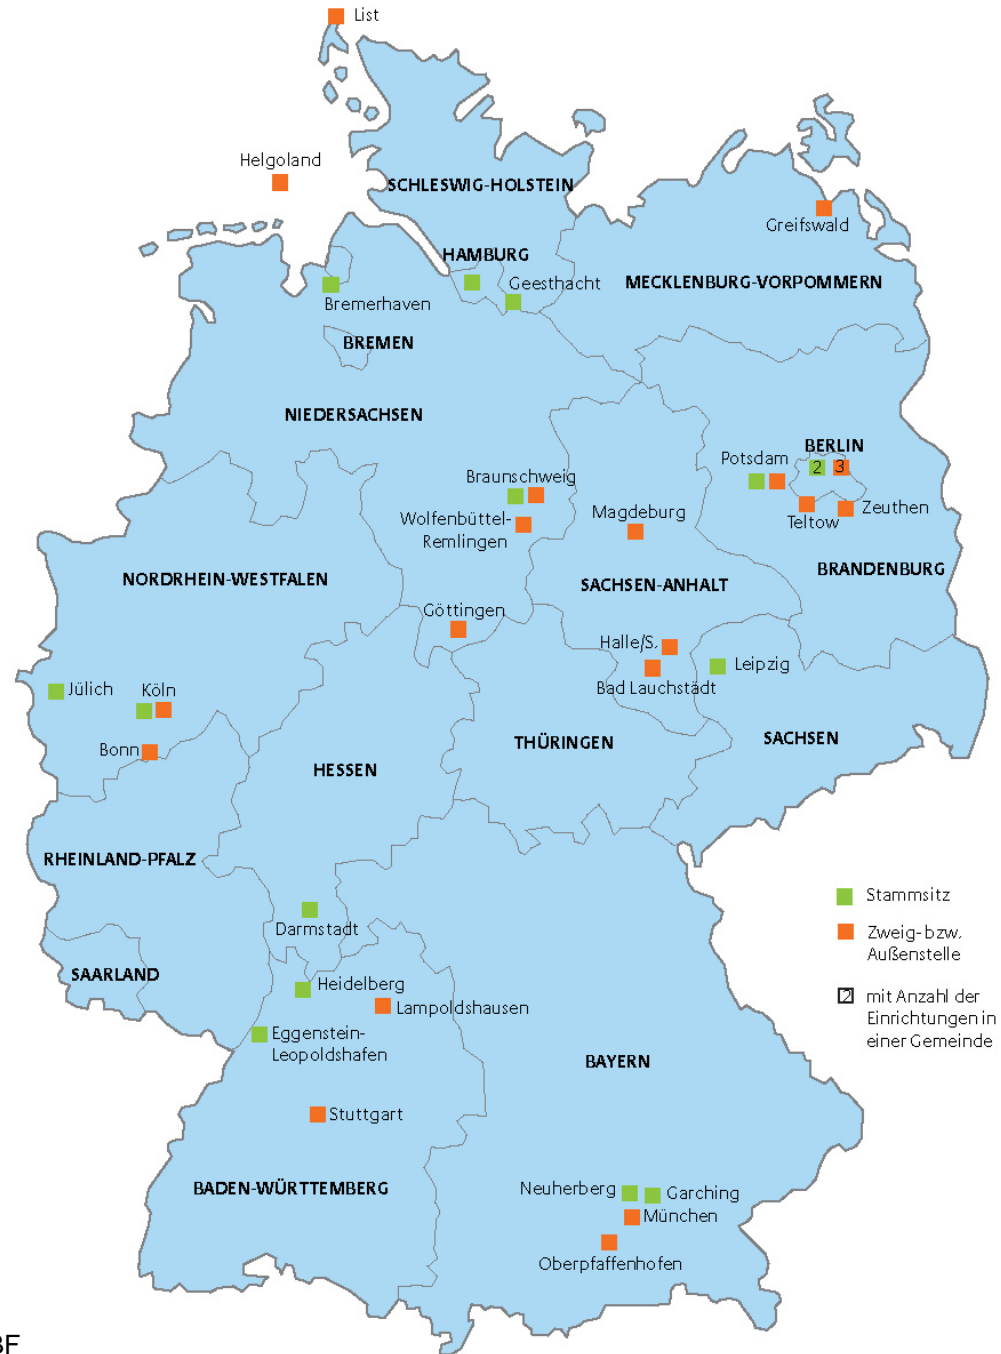 List
Helgoland
SCHLESWIG-HOLSTEIN
Greifswald
HAMBURG
Geesthacht
MECKLENBURG-VORPOMMERN
Bremerhaven
BREMEN
NIEDERSACHSEN
BERLIN
Potsdam
2
3
Braunschweig
Zeuthen
Teltow
Wolfenbüttel-
Remlingen
Magdeburg
NORDRHEIN-WESTFALEN
SACHSEN-ANHALT
BRANDENBURG
Göttingen
Halle/S.
Leipzig
Bad Lauchstädt
Jülich
Köln
Bonn
THÜRINGEN
SACHSEN
HESSEN
RHEINLAND-PFALZ
Darmstadt
SAARLAND
Heidelberg
Lampoldshausen
Eggenstein-
Leopoldshafen
BAYERN
Stuttgart
BADEN-WÜRTTEMBERG
Neuherberg
Garching
München
Oberpfaffenhofen
Stammsitz
Zweig- bzw.
Außenstelle
2
mit Anzahl der
Einrichtungen in
einer Gemeinde